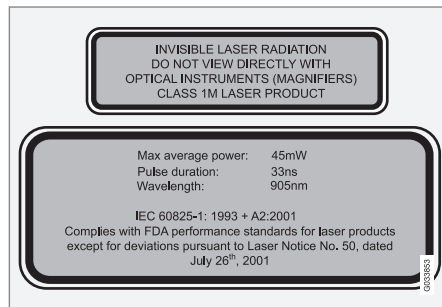 INVISIBLE LASER RADIATION
DO NOT VIEW DIRECTLY WITH
OPTICAL INSTRUMENTS (MAGNIFIERS)
CLASS 1M LASER PRODUCT
Max average power: 45mW
Pulse duration: 33ns
Wavelength: 905nm
IEC 60825-1: 1993 + A2:2001
Complies with FDA performance standards for laser products
except for deviations pursuant to Laser Notice No. 50, dated
July 26th, 2001
G033853